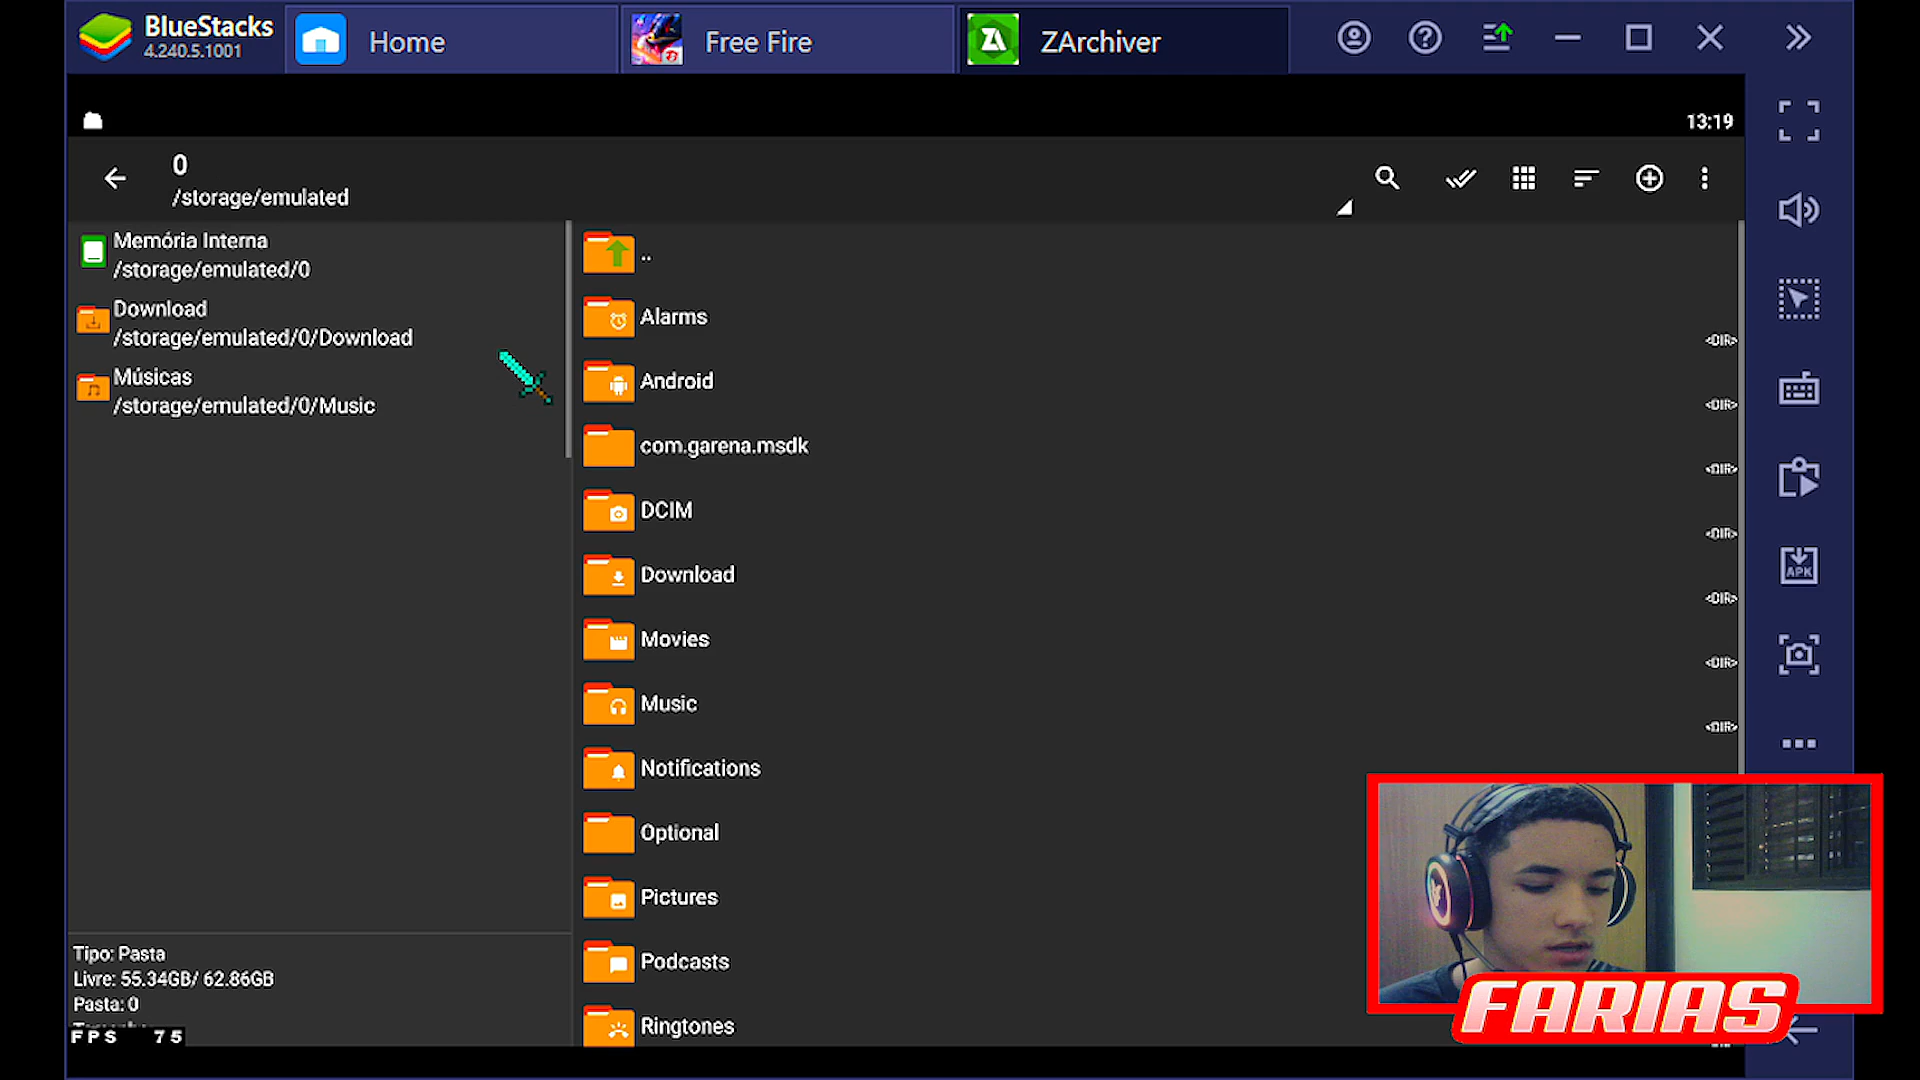 BlueStacks
4.240.5.1001
Home
Free Fire
ZArchiver
13:19
0
/storage/emulated
Memória Interna
/storage/emulated/0
Download
/storage/emulated/0/Download
Músicas
/storage/emulated/0/Music
..
Alarms
<DIR>
Android
<DIR>
com.garena.msdk
<DIR>
DCIM
<DIR>
Download
<DIR>
Movies
<DIR>
Music
<DIR>
Notifications
Optional
Pictures
Podcasts
Ringtones
APK
Tipo: Pasta
Livre: 55.34GB/ 62.86GB
Pasta: 0
FPS 75
FARIAS